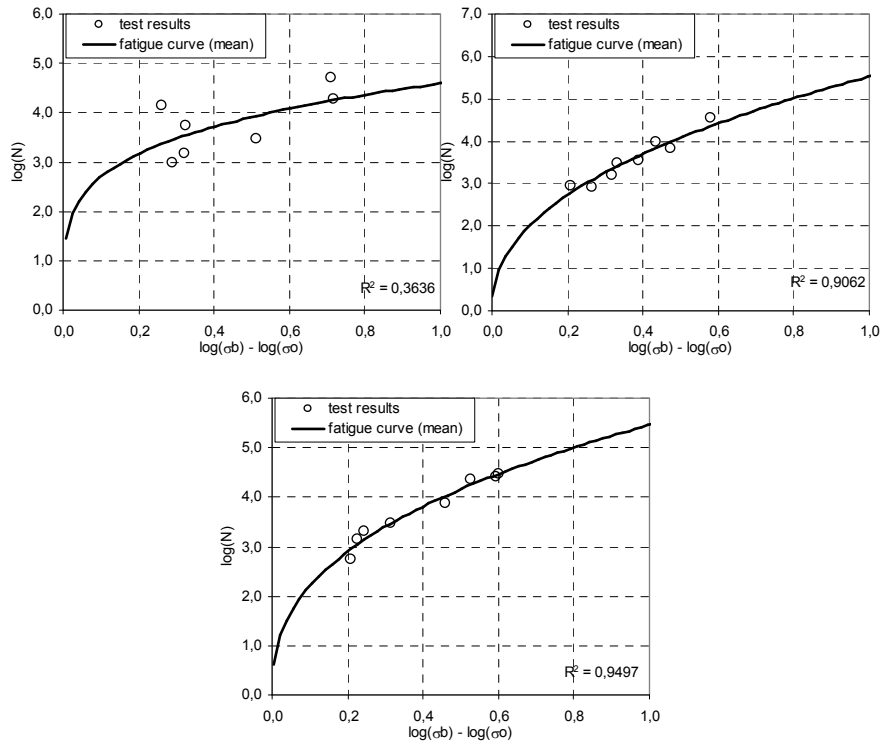 6,0
5,0
4,0
3,0
2,0
1,0
0,0
log(N)
test results
fatigue curve (mean)
R² = 0,3636
0,0 0,2 0,4 0,6 0,8 1,0
log(σb) - log(σo)
7,0
6,0
5,0
4,0
3,0
2,0
1,0
0,0
log(N)
test results
fatigue curve (mean)
R² = 0,9062
0,0 0,2 0,4 0,6 0,8 1,0
log(σb) - log(σo)
6,0
5,0
4,0
3,0
2,0
1,0
0,0
log(N)
test results
fatigue curve (mean)
R² = 0,9497
0,0 0,2 0,4 0,6 0,8 1,0
log(σb) - log(σo)